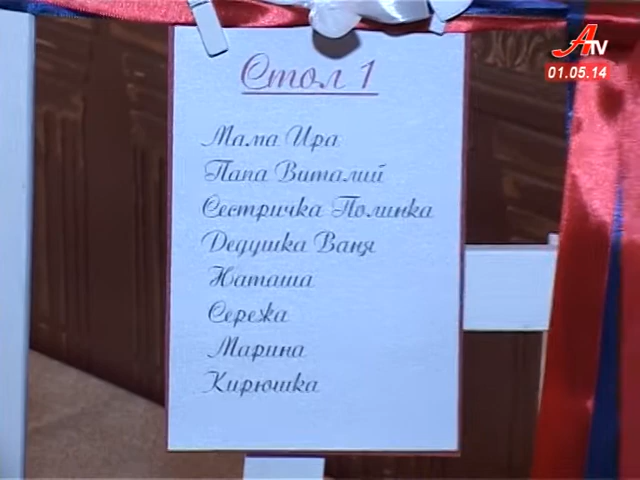 Стол 1
Мама Ира
Папа Виталий
Сестричка Полинка
Дедушка Ваня
Наташа
Сережа
Марина
Кирюшка
ATV
01.05.14